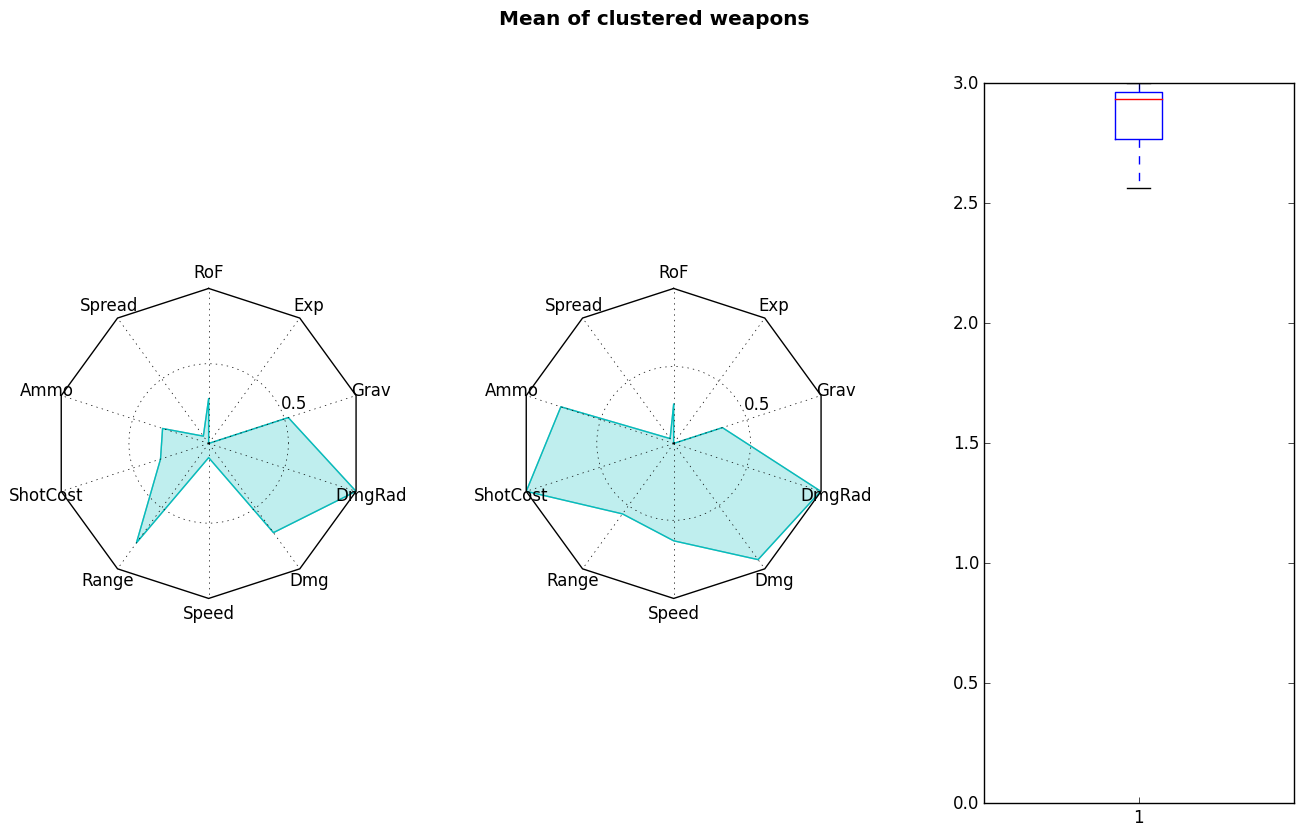 Mean of clustered weapons
RoF
Exp
Grav
DmgRad
Dmg
Speed
Range
ShotCost
Ammo
Spread
0.5
RoF
Exp
Grav
DmgRad
Dmg
Speed
Range
ShotCost
Ammo
Spread
0.5
3.0
2.5
2.0
1.5
1.0
0.5
0.0
1